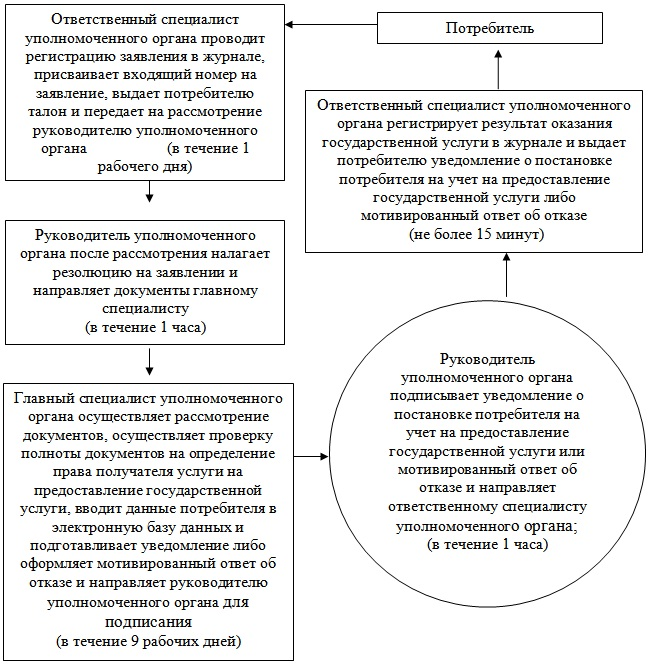 Потребитель
Ответственный специалист
уполномоченного органа проводит
регистрацию заявления в журнале,
присваивает входящий номер на
заявление, выдает потребителю
талон и передает на рассмотрение
руководителю уполномоченного
органа (в течение 1
рабочего дня)
Руководитель уполномоченного
органа после рассмотрения налагает
резолюцию на заявлении и
направляет документы главному
специалисту
(в течение 1 часа)
Главный специалист уполномоченного
органа осуществляет рассмотрение
документов, осуществляет проверку
полноты документов на определение
права получателя услуги на
предоставление государственной
услуги, вводит данные потребителя в
электронную базу данных и
подготавливает уведомление либо
оформляет мотивированный ответ об
отказе и направляет руководителю
уполномоченного органа для
подписания
(в течение 9 рабочих дней)
Руководитель
уполномоченного органа
подписывает уведомление о
постановке потребителя на
учет на предоставление
государственной услуги или
мотивированный ответ об
отказе и направляет
ответственному специалисту
уполномоченного органа;
(в течение 1 часа)
Ответственный специалист уполномоченного
органа регистрирует результат оказания
государственной услуги в журнале и выдает
потребителю уведомление о постановке
потребителя на учет на предоставление
государственной услуги либо
мотивированный ответ об отказе
(не более 15 минут)